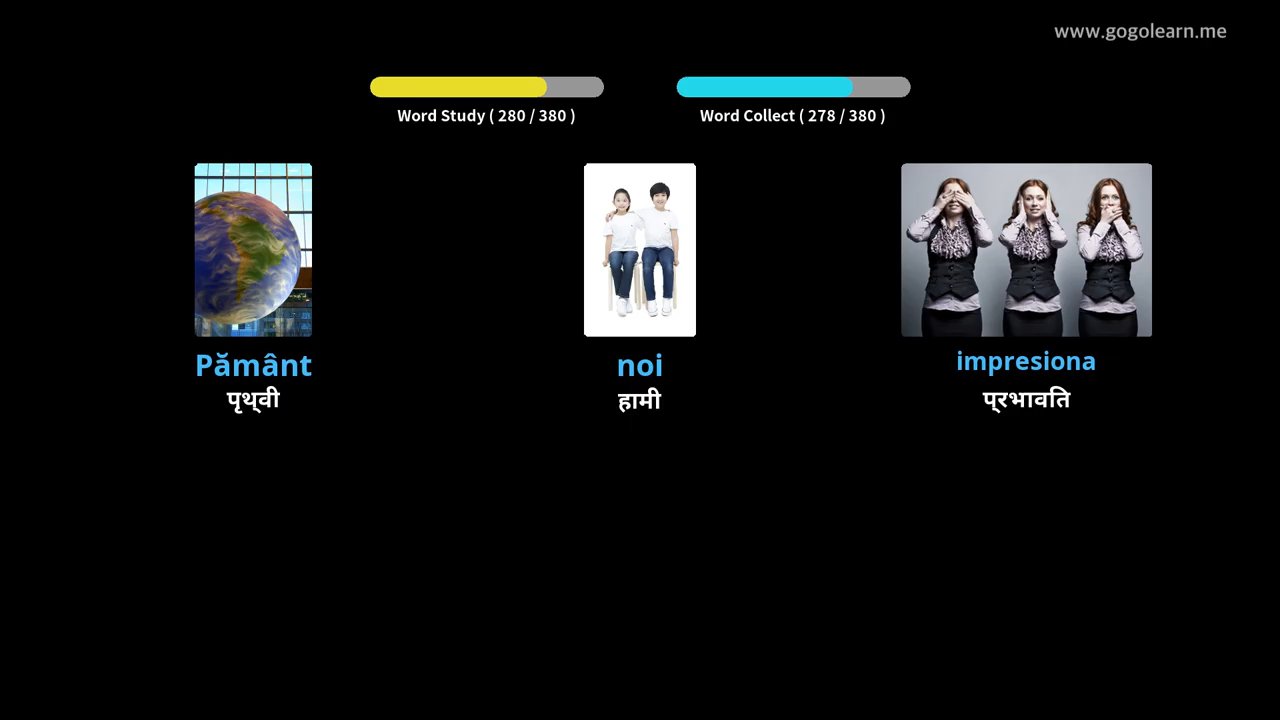 www.gogolearn.me
Word Study ( 280 / 380 )
Word Collect ( 278 / 380 )
Pământ
पृथ्वी
noi
हामी
impresiona
प्रभावति